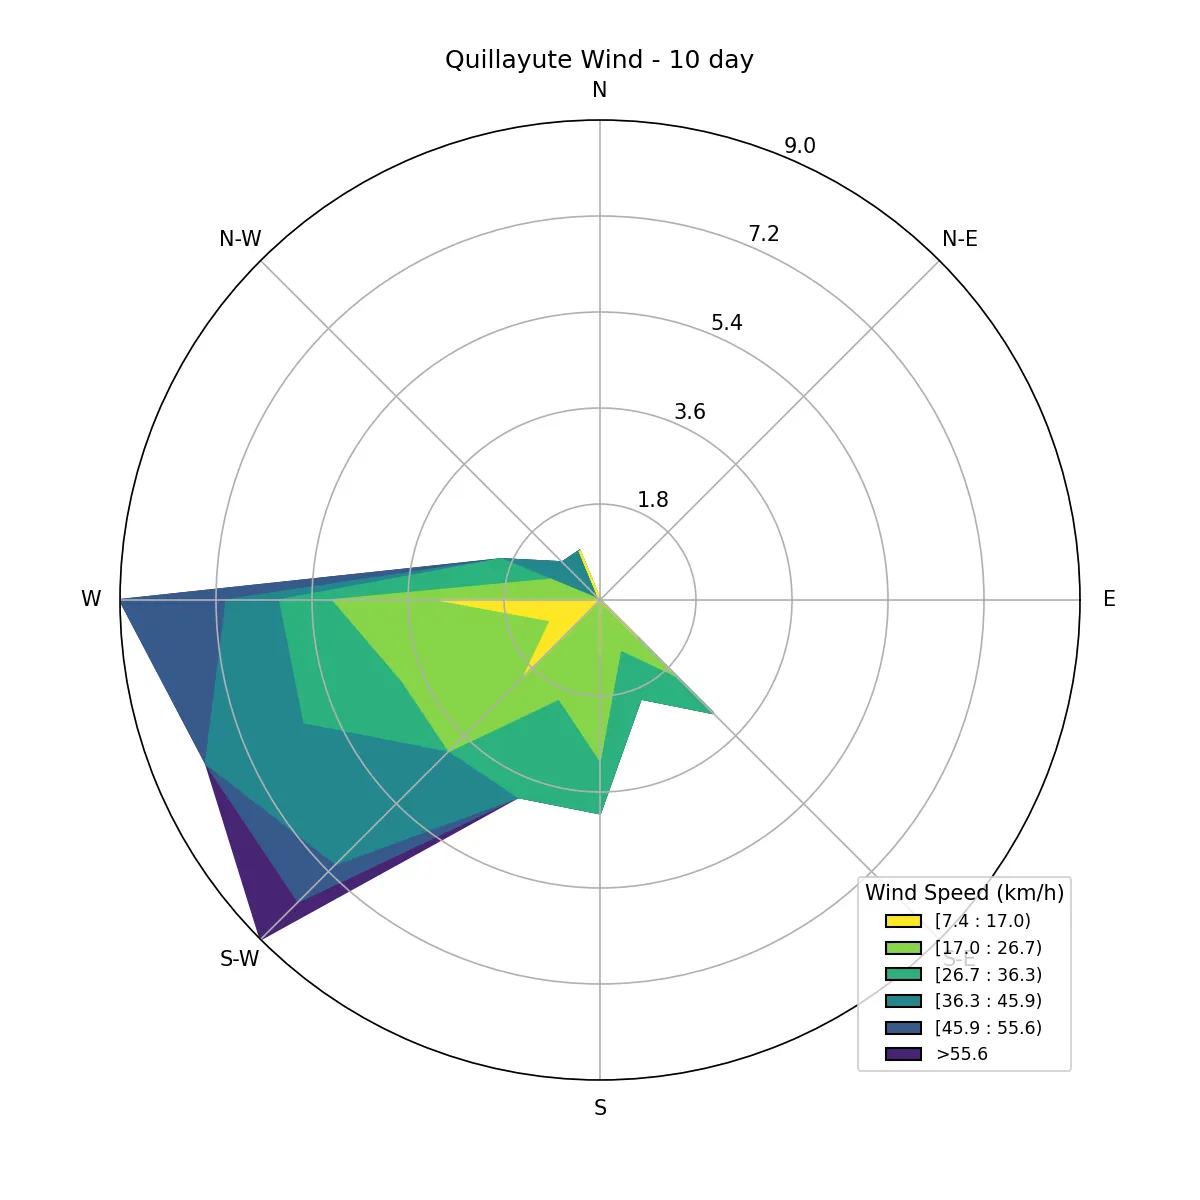 Quillayute Wind - 10 day
N
9.0
N-W
7.2
N-E
5.4
3.6
1.8
W
E
Wind Speed (km/h)
[7.4 : 17.0)
[17.0 : 26.7)
S-W
S-E
[26.7 : 36.3)
[36.3 : 45.9)
[45.9 : 55.6)
>55.6
S